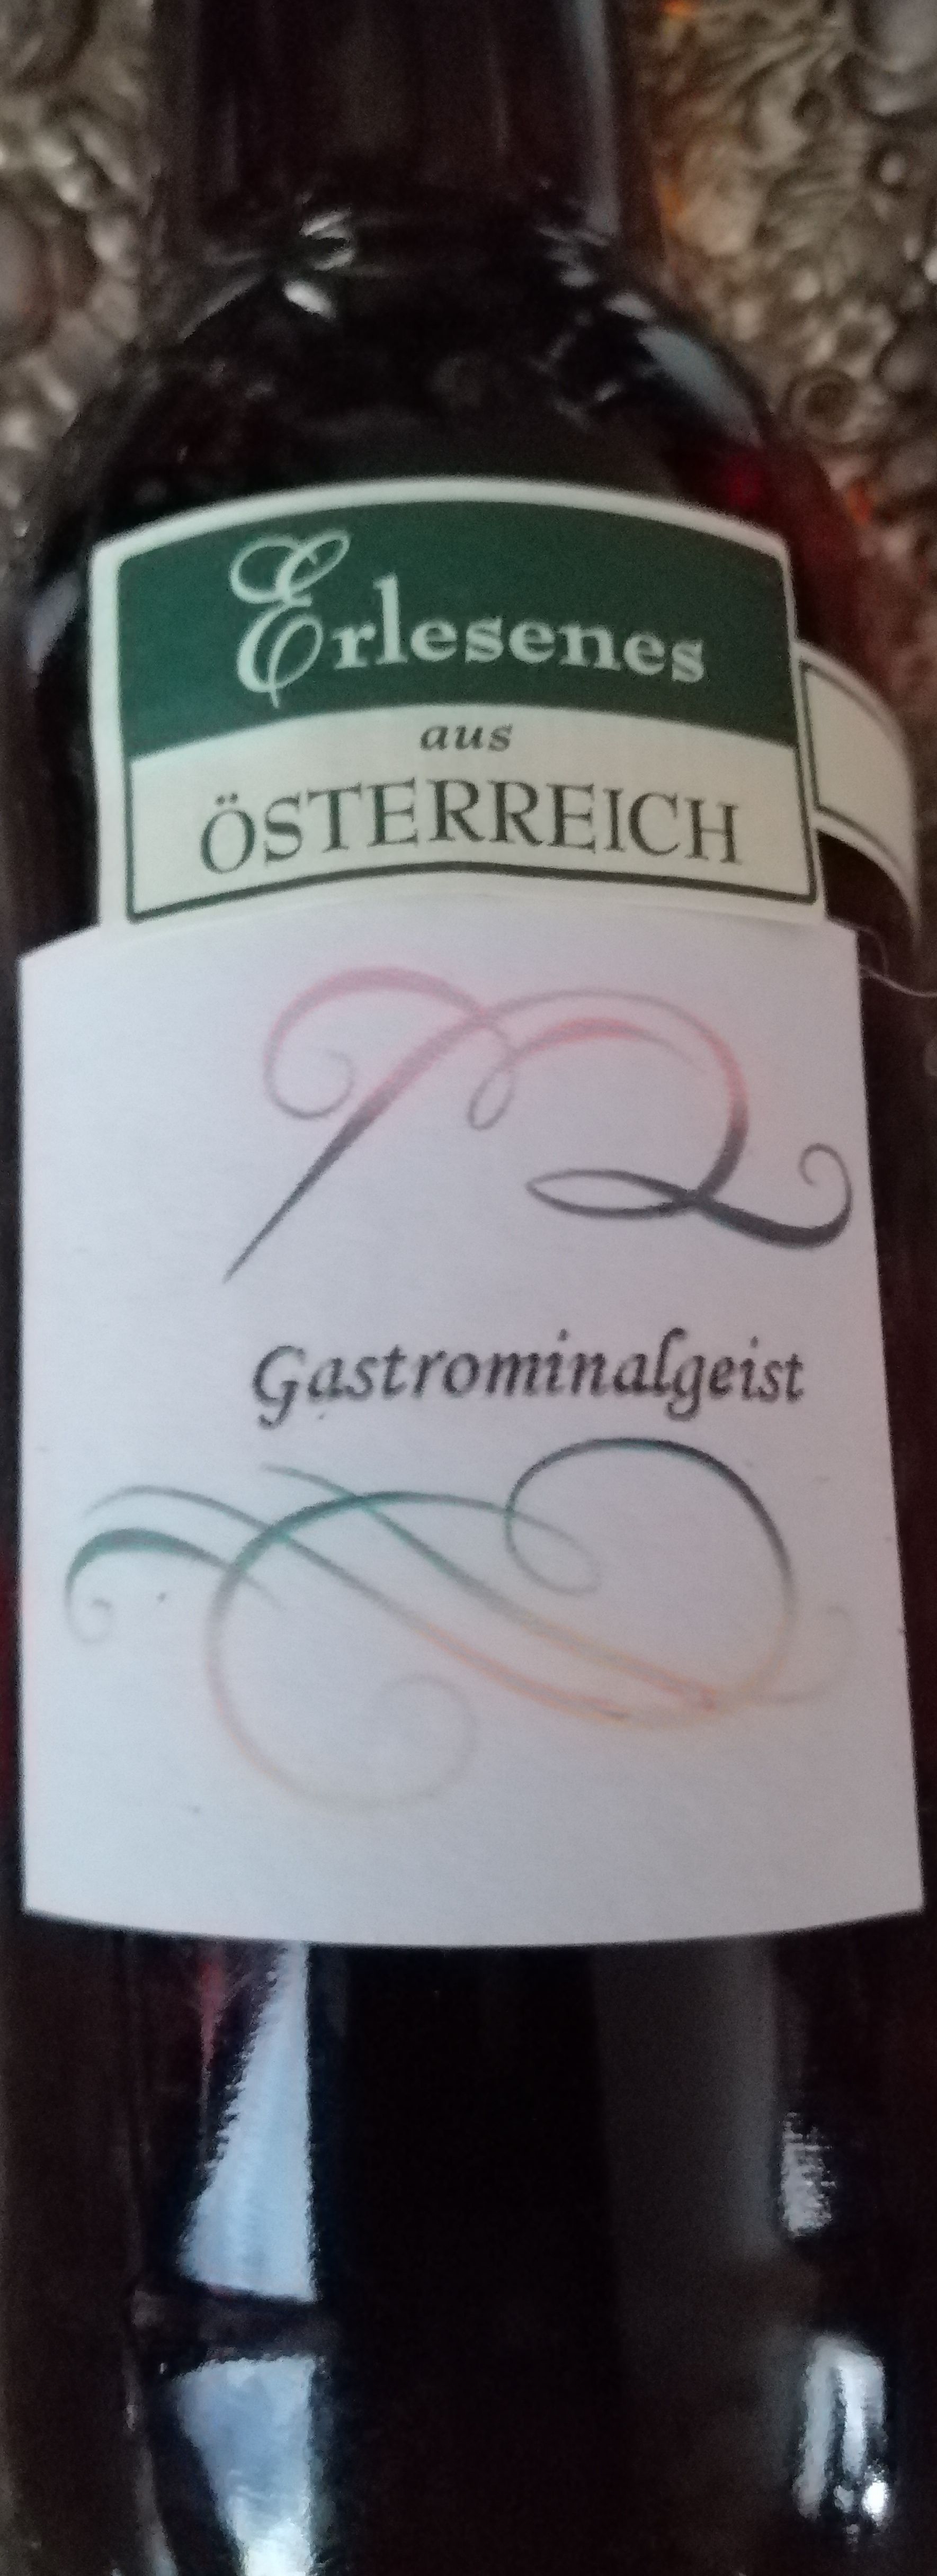 Erlesenes
aus
ÖSTERREICH
Gastrominalgeist